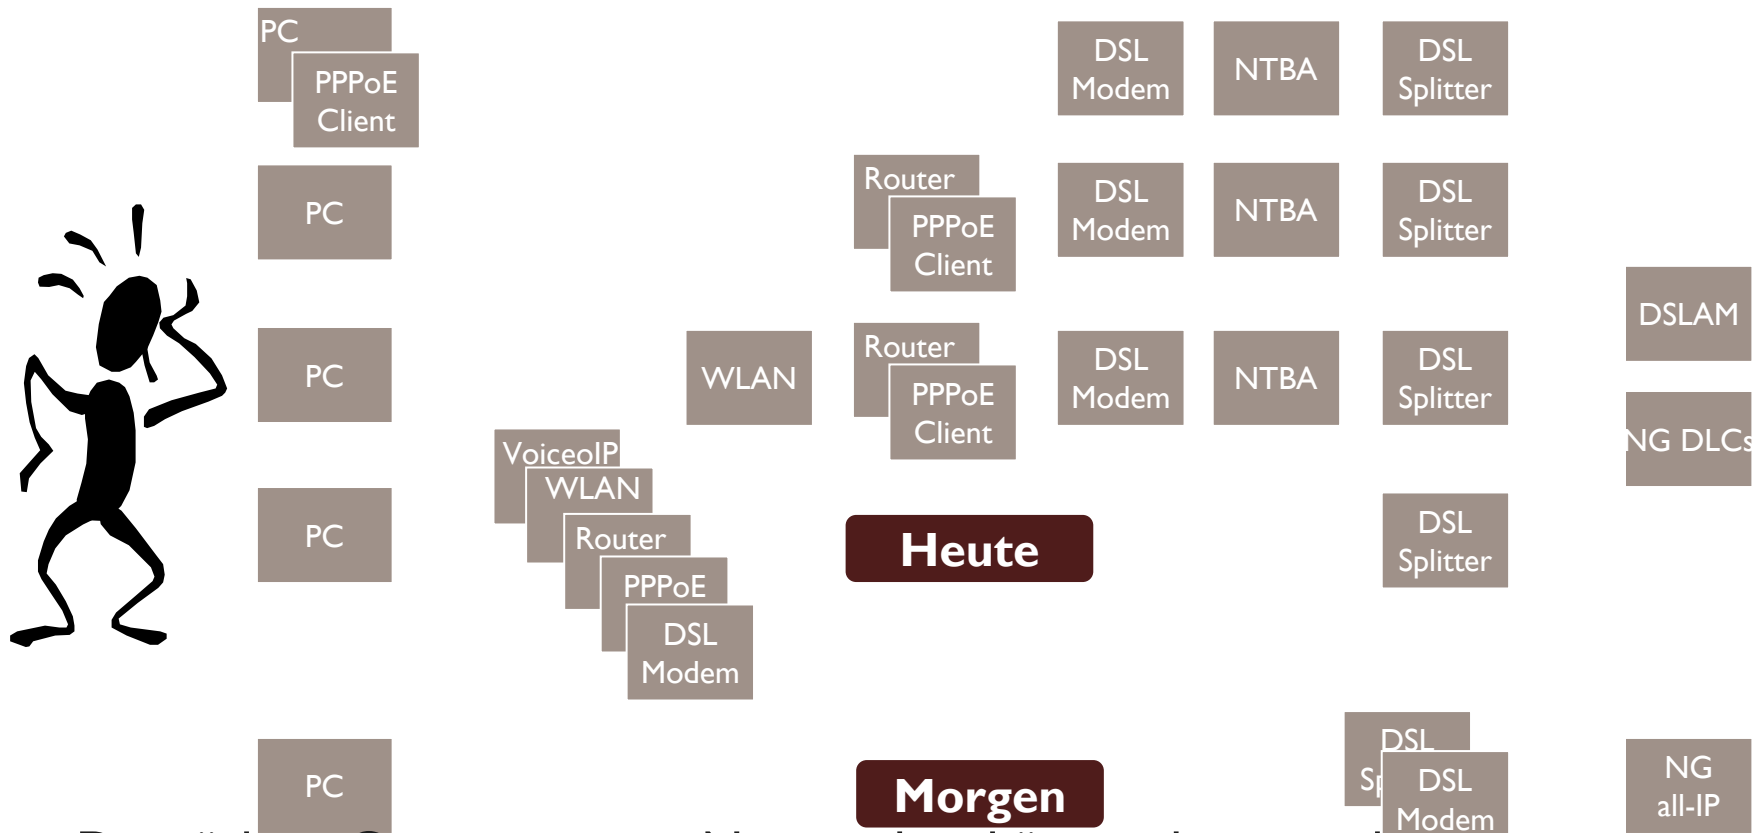 PC
PPPoE
Client
DSL
Modem
NTBA
DSL
Splitter
PC
Router
PPPoE
Client
DSL
Modem
NTBA
DSL
Splitter
DSLAM
PC
WLAN
Router
PPPoE
Client
DSL
Modem
NTBA
DSL
Splitter
NG DLCs
PC
VoiceoIP
WLAN
Router
PPPoE
DSL
Modem
Heute
DSL
Splitter
PC
Morgen
DSL
DSL
Modem
NG
all-IP